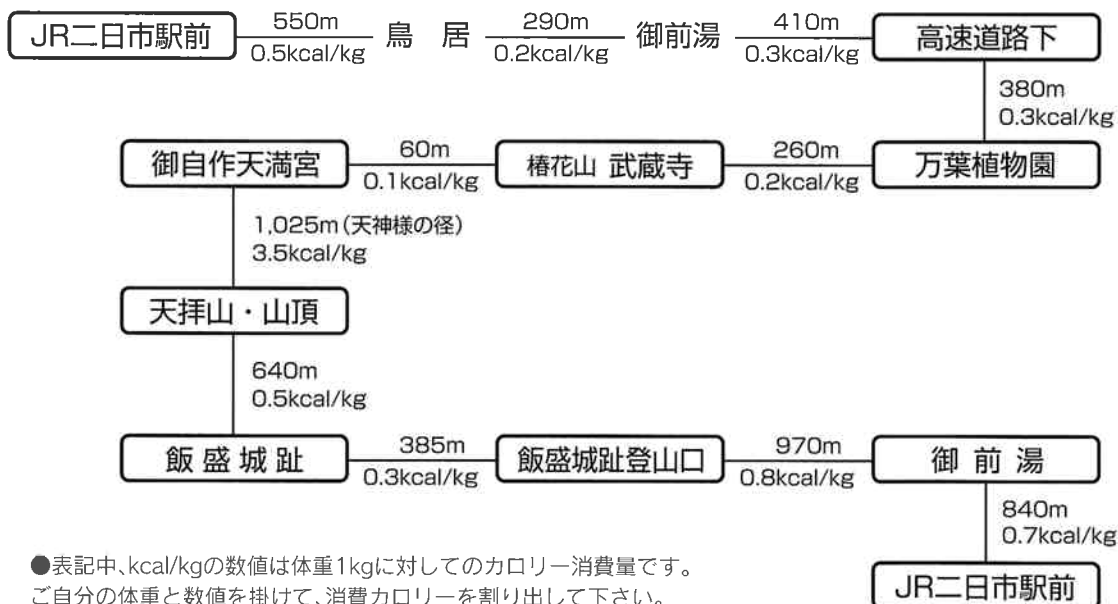 JR二日市駅前
550m
0.5kcal/kg
鳥 居
290m
0.2kcal/kg
御前湯
410m
0.3kcal/kg
高速道路下
380m
0.3kcal/kg
万葉植物園
260m
0.2kcal/kg
椿花山 武蔵寺
60m
0.1kcal/kg
御自作天満宮
1,025m(天神様の径)
3.5kcal/kg
天拝山・山頂
640m
0.5kcal/kg
飯盛城趾
385m
0.3kcal/kg
飯盛城趾登山口
970m
0.8kcal/kg
御前湯
840m
0.7kcal/kg
JR二日市駅前
●表記中、kcal/kgの数値は体重1kgに対してのカロリー消費量です。
ご自分の体重と数値を掛けて、消費カロリーを割り出して下さい。